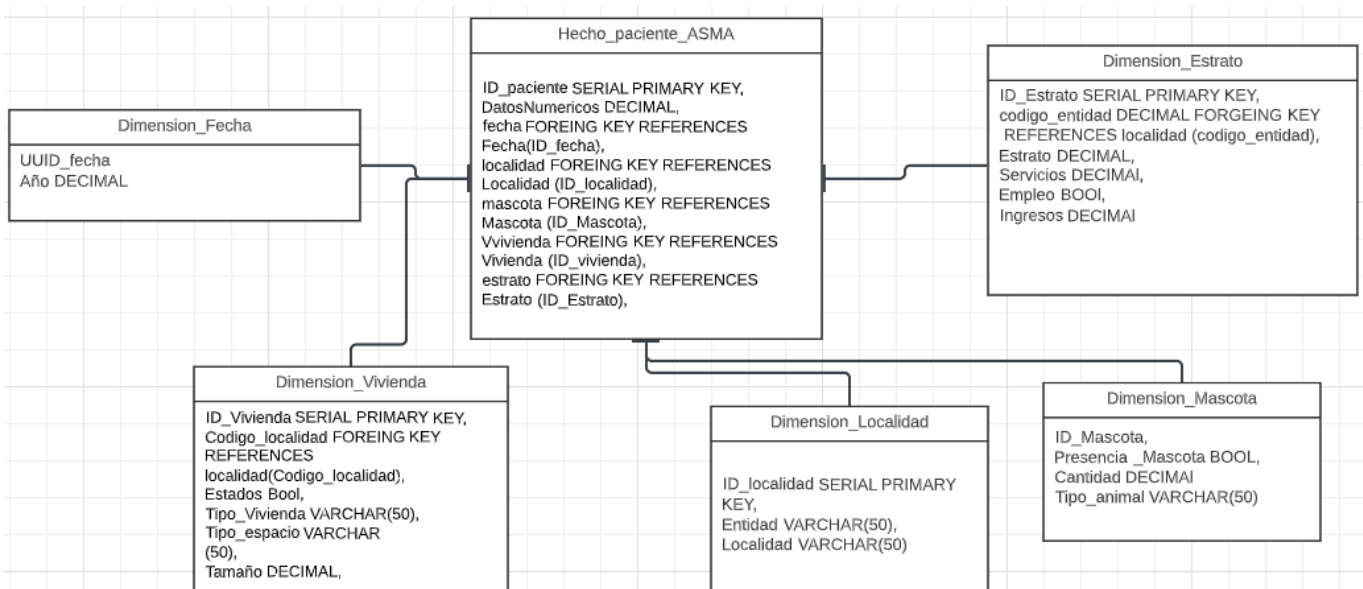 Hecho_paciente_ASMA
ID_paciente SERIAL PRIMARY KEY,
DatosNumericos DECIMAL,
fecha FOREING KEY REFERENCES
Fecha(ID_fecha),
localidad FOREING KEY REFERENCES
Localidad (ID_localidad),
mascota FOREING KEY REFERENCES
Mascota (ID_Mascota),
Vvivienda FOREING KEY REFERENCES
Vivienda (ID_vivienda),
estrato FOREING KEY REFERENCES
Estrato (ID_Estrato),
Dimension_Estrato
ID_Estrato SERIAL PRIMARY KEY,
codigo_entidad DECIMAL FORGEING KEY
REFERENCES localidad (codigo_entidad),
Estrato DECIMAL,
Servicios DECIMAl,
Empleo BOOl,
Ingresos DECIMAl
Dimension_Fecha
UUID_fecha
Año DECIMAL
Dimension_Vivienda
ID_Vivienda SERIAL PRIMARY KEY,
Codigo_localidad FOREING KEY
REFERENCES
localidad(Codigo_localidad),
Estados Bool,
Tipo_Vivienda VARCHAR(50),
Tipo_espacio VARCHAR
(50),
Tamaño DECIMAL,
Dimension_Localidad
ID_localidad SERIAL PRIMARY
KEY,
Entidad VARCHAR(50),
Localidad VARCHAR(50)
Dimension_Mascota
ID_Mascota,
Presencia _Mascota BOOL,
Cantidad DECIMAl
Tipo_animal VARCHAR(50)